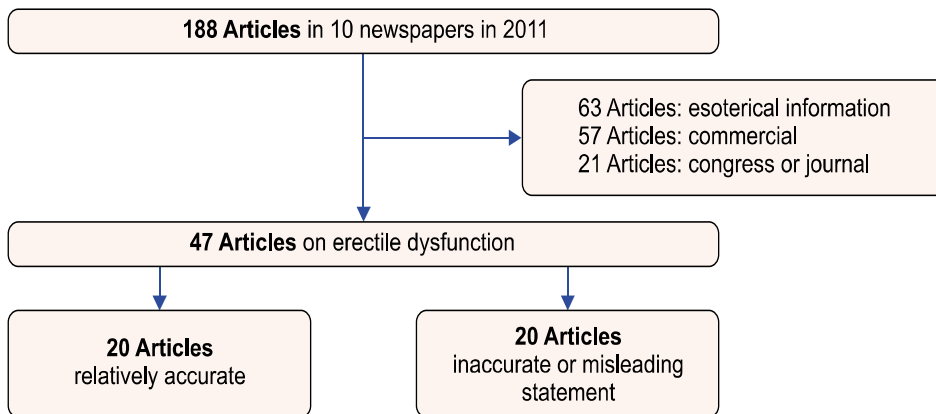 188 Articles in 10 newspapers in 2011
63 Articles: esoterical information
57 Articles: commercial
21 Articles: congress or journal
47 Articles on erectile dysfunction
20 Articles
relatively accurate
20 Articles
inaccurate or misleading
statement